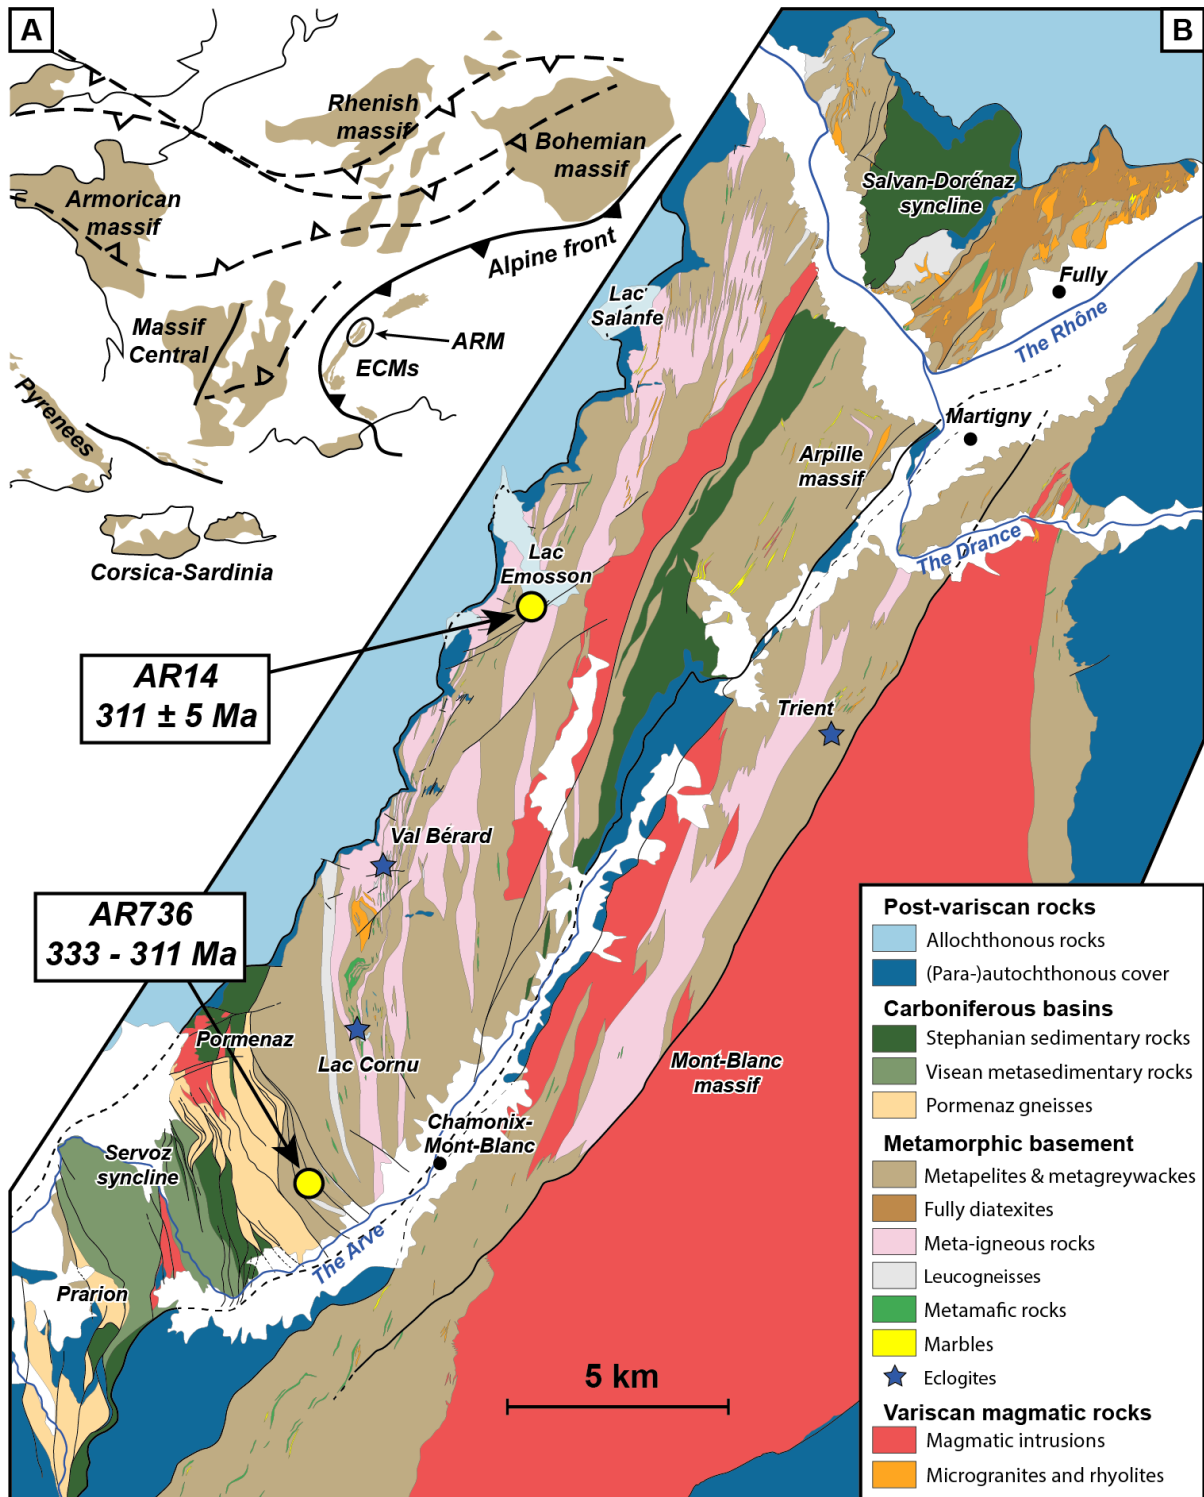 A
B
Rhenish
massif
Bohemian
massif
Armorican
massif
Alpine front
Massif
Central
ARM
ECMs
Pyrenees
Corsica-Sardinia
Salvan-Dorénaz
syncline
Fully
The Rhône
Lac
Salanfe
Martigny
Arpille
massif
The Drance
Lac
Emosson
AR14
311 ± 5 Ma
Trient
Val Bérard
AR736
333 - 311 Ma
Pormenaz
Lac Cornu
Mont-Blanc
massif
Chamonix-
Mont-Blanc
Servoz
syncline
The Arve
Prarion
5 km
Post-variscan rocks
Allochthonous rocks
(Para-)autochthonous cover
Carboniferous basins
Stephanian sedimentary rocks
Visean metasedimentary rocks
Pormenaz gneisses
Metamorphic basement
Metapelites & metagreywackes
Fully diatexites
Meta-igneous rocks
Leucogneisses
Metamafic rocks
Marbles
Eclogites
Variscan magmatic rocks
Magmatic intrusions
Microgranites and rhyolites